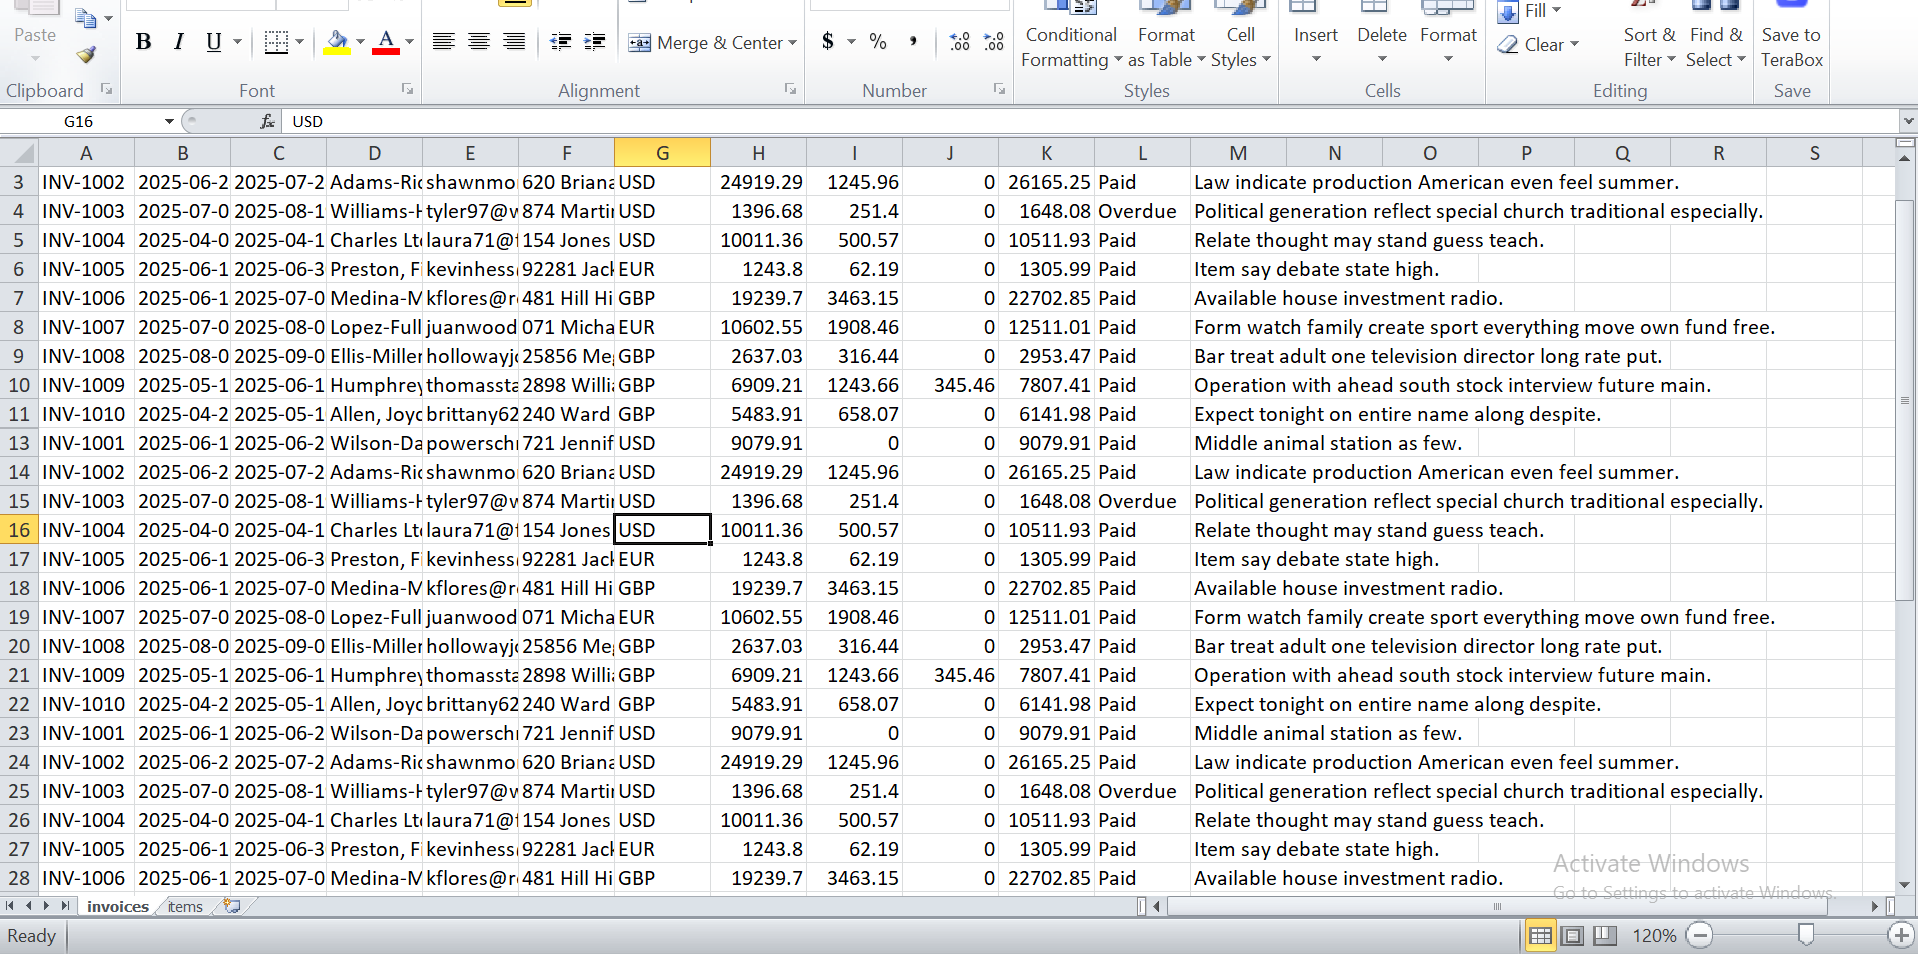 Paste
B I U
Merge & Center
$ % ,
Conditional Formatting
Format as Table
Cell Styles
Insert
Delete
Format
Fill
Clear
Sort & Filter
Find & Select
Save to TeraBox
Clipboard Font Alignment Number Styles Cells Editing Save
G16 fx USD
A B C D E F G H I J K L M N O P Q R S
3 INV-1002 2025-06-2 2025-07-2 Adams-Ric shawnmo 620 Briana USD 24919.29 1245.96 0 26165.25 Paid Law indicate production American even feel summer.
4 INV-1003 2025-07-0 2025-08-1 Williams-H tyler97@w 874 Martin USD 1396.68 251.4 0 1648.08 Overdue Political generation reflect special church traditional especially.
5 INV-1004 2025-04-0 2025-04-1 Charles Ltd laura71@ 154 Jones USD 10011.36 500.57 0 10511.93 Paid Relate thought may stand guess teach.
6 INV-1005 2025-06-1 2025-06-3 Preston, F kevinhess 92281 Jack EUR 1243.8 62.19 0 1305.99 Paid Item say debate state high.
7 INV-1006 2025-06-1 2025-07-0 Medina-M kflores@r 481 Hill Hi GBP 19239.7 3463.15 0 22702.85 Paid Available house investment radio.
8 INV-1007 2025-07-0 2025-08-0 Lopez-Full juanwood 071 Micha EUR 10602.55 1908.46 0 12511.01 Paid Form watch family create sport everything move own fund free.
9 INV-1008 2025-08-0 2025-09-0 Ellis-Miller hollowayj 25856 Me GBP 2637.03 316.44 0 2953.47 Paid Bar treat adult one television director long rate put.
10 INV-1009 2025-05-1 2025-06-1 Humphrey thomassta 2898 Willia GBP 6909.21 1243.66 345.46 7807.41 Paid Operation with ahead south stock interview future main.
11 INV-1010 2025-04-2 2025-05-1 Allen, Joyc brittany62 240 Ward GBP 5483.91 658.07 0 6141.98 Paid Expect tonight on entire name along despite.
13 INV-1001 2025-06-1 2025-06-2 Wilson-Da powerschr 721 Jennif USD 9079.91 0 0 9079.91 Paid Middle animal station as few.
14 INV-1002 2025-06-2 2025-07-2 Adams-Ric shawnmo 620 Briana USD 24919.29 1245.96 0 26165.25 Paid Law indicate production American even feel summer.
15 INV-1003 2025-07-0 2025-08-1 Williams-H tyler97@w 874 Martin USD 1396.68 251.4 0 1648.08 Overdue Political generation reflect special church traditional especially.
16 INV-1004 2025-04-0 2025-04-1 Charles Ltd laura71@ 154 Jones USD 10011.36 500.57 0 10511.93 Paid Relate thought may stand guess teach.
17 INV-1005 2025-06-1 2025-06-3 Preston, F kevinhess 92281 Jack EUR 1243.8 62.19 0 1305.99 Paid Item say debate state high.
18 INV-1006 2025-06-1 2025-07-0 Medina-M kflores@r 481 Hill Hi GBP 19239.7 3463.15 0 22702.85 Paid Available house investment radio.
19 INV-1007 2025-07-0 2025-08-0 Lopez-Full juanwood 071 Micha EUR 10602.55 1908.46 0 12511.01 Paid Form watch family create sport everything move own fund free.
20 INV-1008 2025-08-0 2025-09-0 Ellis-Miller hollowayj 25856 Me GBP 2637.03 316.44 0 2953.47 Paid Bar treat adult one television director long rate put.
21 INV-1009 2025-05-1 2025-06-1 Humphrey thomassta 2898 Willia GBP 6909.21 1243.66 345.46 7807.41 Paid Operation with ahead south stock interview future main.
22 INV-1010 2025-04-2 2025-05-1 Allen, Joyc brittany62 240 Ward GBP 5483.91 658.07 0 6141.98 Paid Expect tonight on entire name along despite.
23 INV-1001 2025-06-1 2025-06-2 Wilson-Da powerschr 721 Jennif USD 9079.91 0 0 9079.91 Paid Middle animal station as few.
24 INV-1002 2025-06-2 2025-07-2 Adams-Ric shawnmo 620 Briana USD 24919.29 1245.96 0 26165.25 Paid Law indicate production American even feel summer.
25 INV-1003 2025-07-0 2025-08-1 Williams-H tyler97@w 874 Martin USD 1396.68 251.4 0 1648.08 Overdue Political generation reflect special church traditional especially.
26 INV-1004 2025-04-0 2025-04-1 Charles Ltd laura71@ 154 Jones USD 10011.36 500.57 0 10511.93 Paid Relate thought may stand guess teach.
27 INV-1005 2025-06-1 2025-06-3 Preston, F kevinhess 92281 Jack EUR 1243.8 62.19 0 1305.99 Paid Item say debate state high.
28 INV-1006 2025-06-1 2025-07-0 Medina-M kflores@r 481 Hill Hi GBP 19239.7 3463.15 0 22702.85 Paid Available house investment radio.
Activate Windows
Go to Settings to activate Windows.
invoices items
Ready 120%